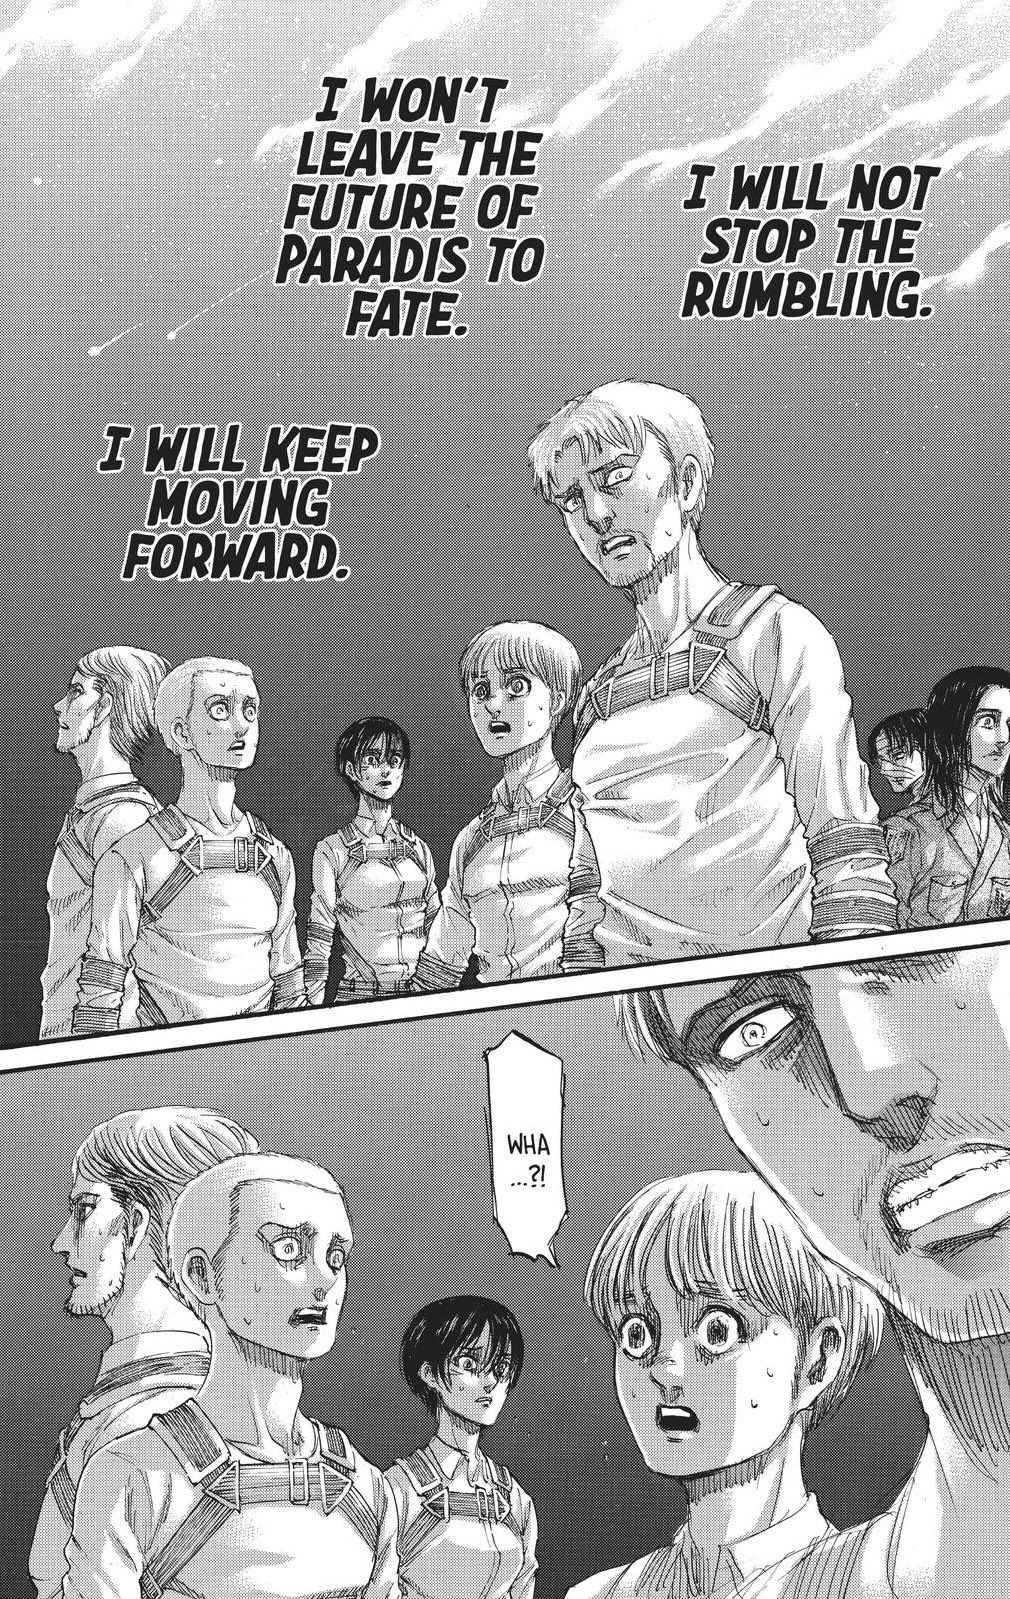 I WILL NOT
STOP THE
RUMBLING.
I WON'T
LEAVE THE
FUTURE OF
PARADIS TO
FATE.
I WILL KEEP
MOVING
FORWARD.
WHA
...?!